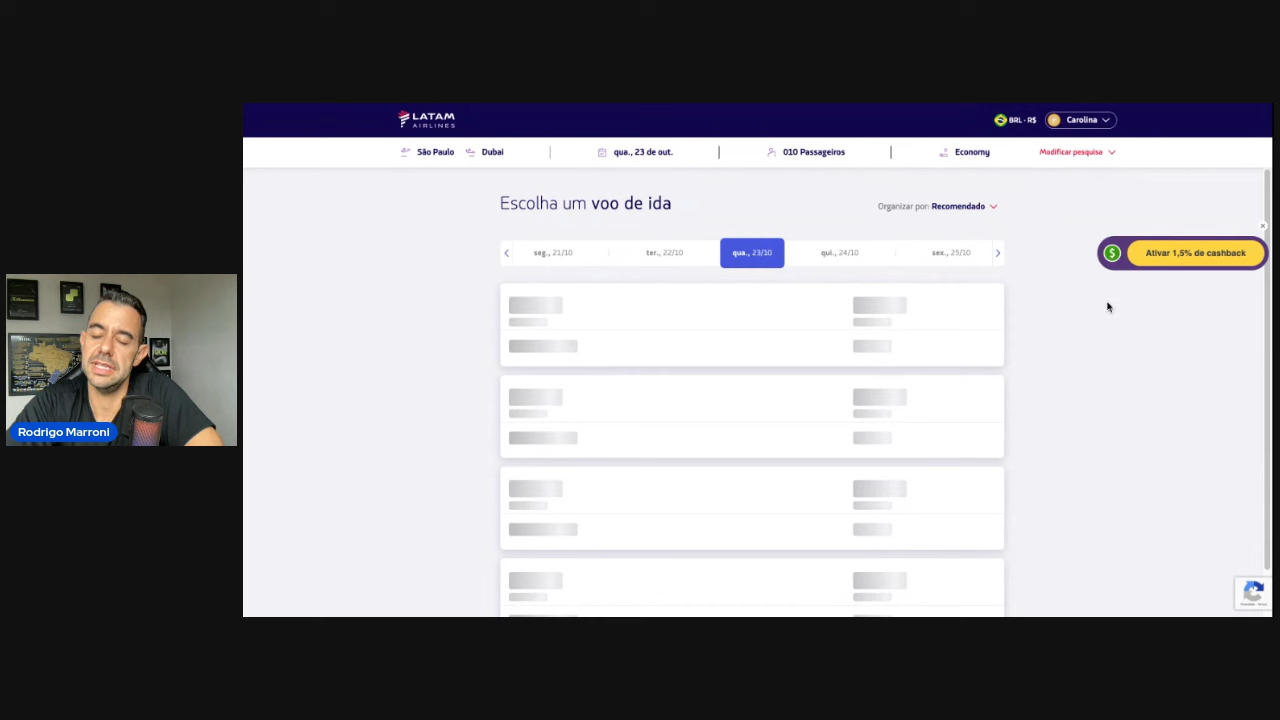 LATAM
AIRLINES
BRL · R$
Carolina
São Paulo
Dubai
qua., 23 de out.
010 Passageiros
Economy
Modificar pesquisa
Escolha um voo de ida
Organizar por: Recomendado
seg., 21/10
ter., 22/10
qua., 23/10
qui., 24/10
sex., 25/10
Ativar 1,5% de cashback
Rodrigo Marroni